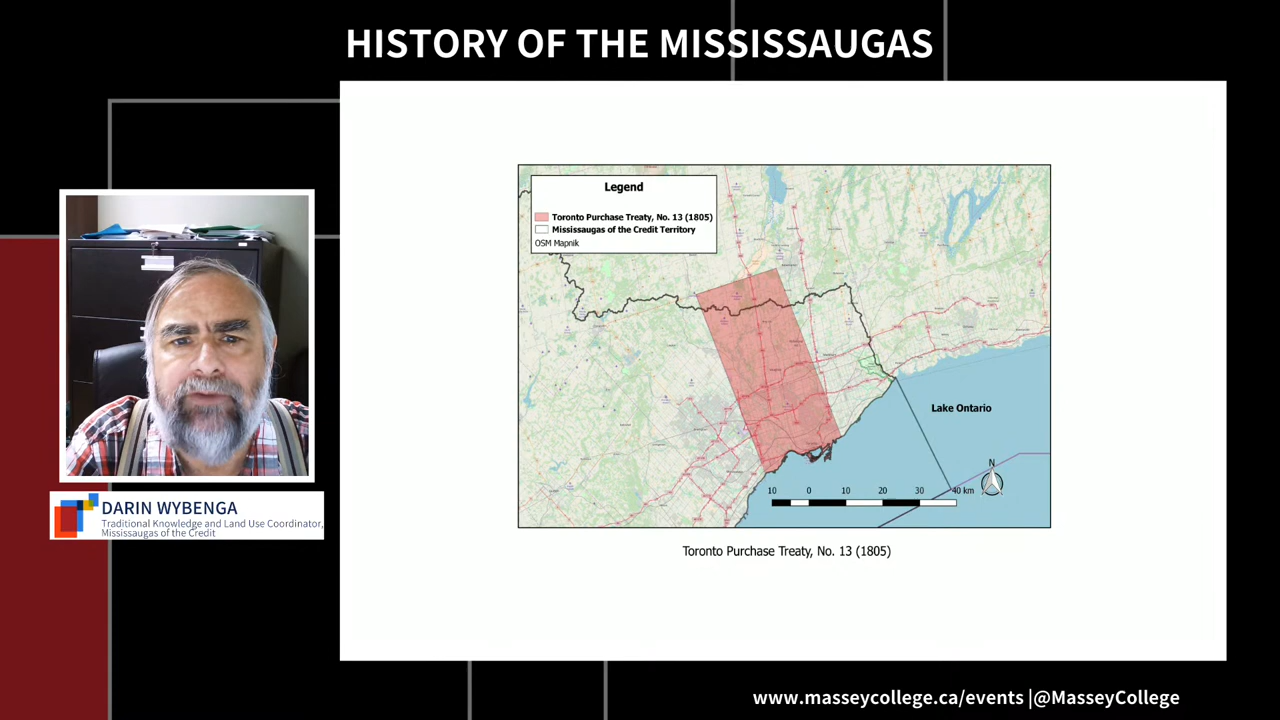 HISTORY OF THE MISSISSAUGAS
Legend
Toronto Purchase Treaty, No. 13 (1805)
Mississaugas of the Credit Territory
OSM Mapnik
Lake Ontario
N
10 0 10 20 30 40 km
Toronto Purchase Treaty, No. 13 (1805)
DARIN WYBENGA
Traditional Knowledge and Land Use Coordinator,
Mississaugas of the Credit
www.masseycollege.ca/events |@MasseyCollege